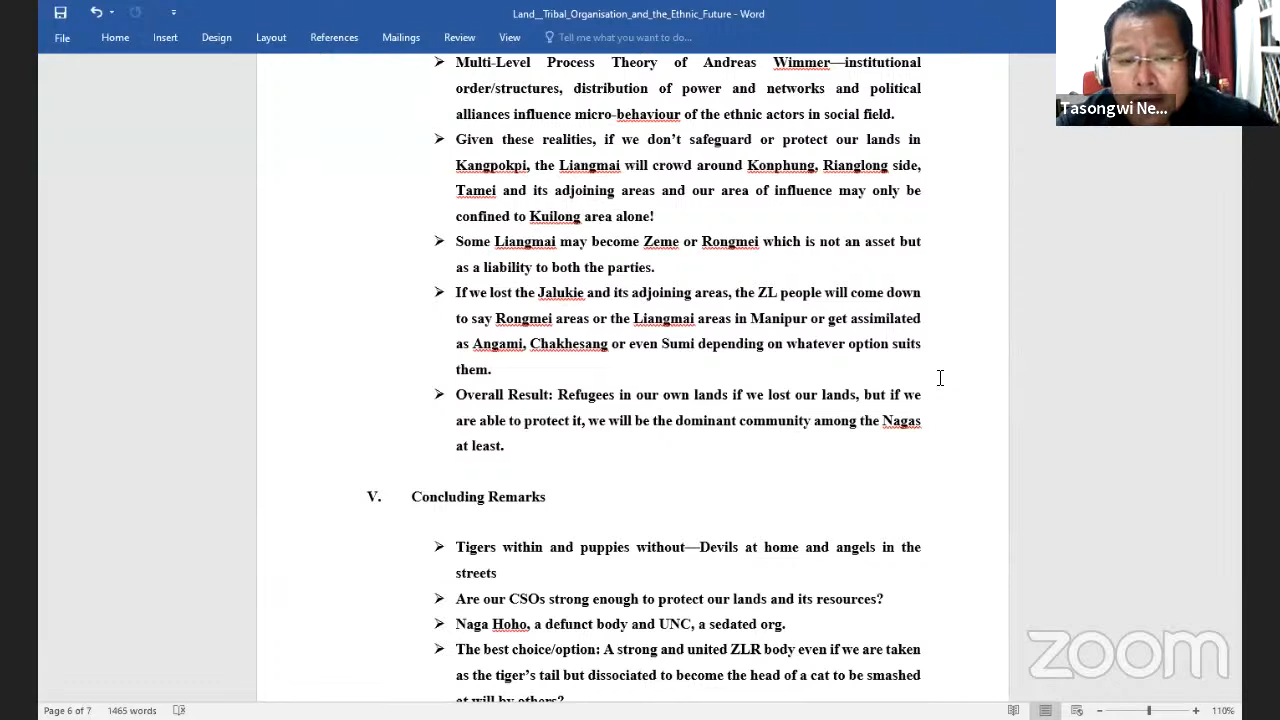 Land__Tribal_Organisation_and_the_Ethnic_Future - Word
File Home Insert Design Layout References Mailings Review View Tell me what you want to do...
Tasongwi Ne...
➢ Multi-Level Process Theory of Andreas Wimmer—institutional
order/structures, distribution of power and networks and political
alliances influence micro-behaviour of the ethnic actors in social field.
➢ Given these realities, if we don't safeguard or protect our lands in
Kangpokpi, the Liangmai will crowd around Konphung, Rianglong side,
Tamei and its adjoining areas and our area of influence may only be
confined to Kuilong area alone!
➢ Some Liangmai may become Zeme or Rongmei which is not an asset but
as a liability to both the parties.
➢ If we lost the Jalukie and its adjoining areas, the ZL people will come down
to say Rongmei areas or the Liangmai areas in Manipur or get assimilated
as Angami, Chakhesang or even Sumi depending on whatever option suits
them.
➢ Overall Result: Refugees in our own lands if we lost our lands, but if we
are able to protect it, we will be the dominant community among the Nagas
at least.
V. Concluding Remarks
➢ Tigers within and puppies without—Devils at home and angels in the
streets
➢ Are our CSOs strong enough to protect our lands and its resources?
➢ Naga Hoho, a defunct body and UNC, a sedated org.
➢ The best choice/option: A strong and united ZLR body even if we are taken
as the tiger's tail but dissociated to become the head of a cat to be smashed
at will by others?
zoom
Page 6 of 7 1465 words 110%